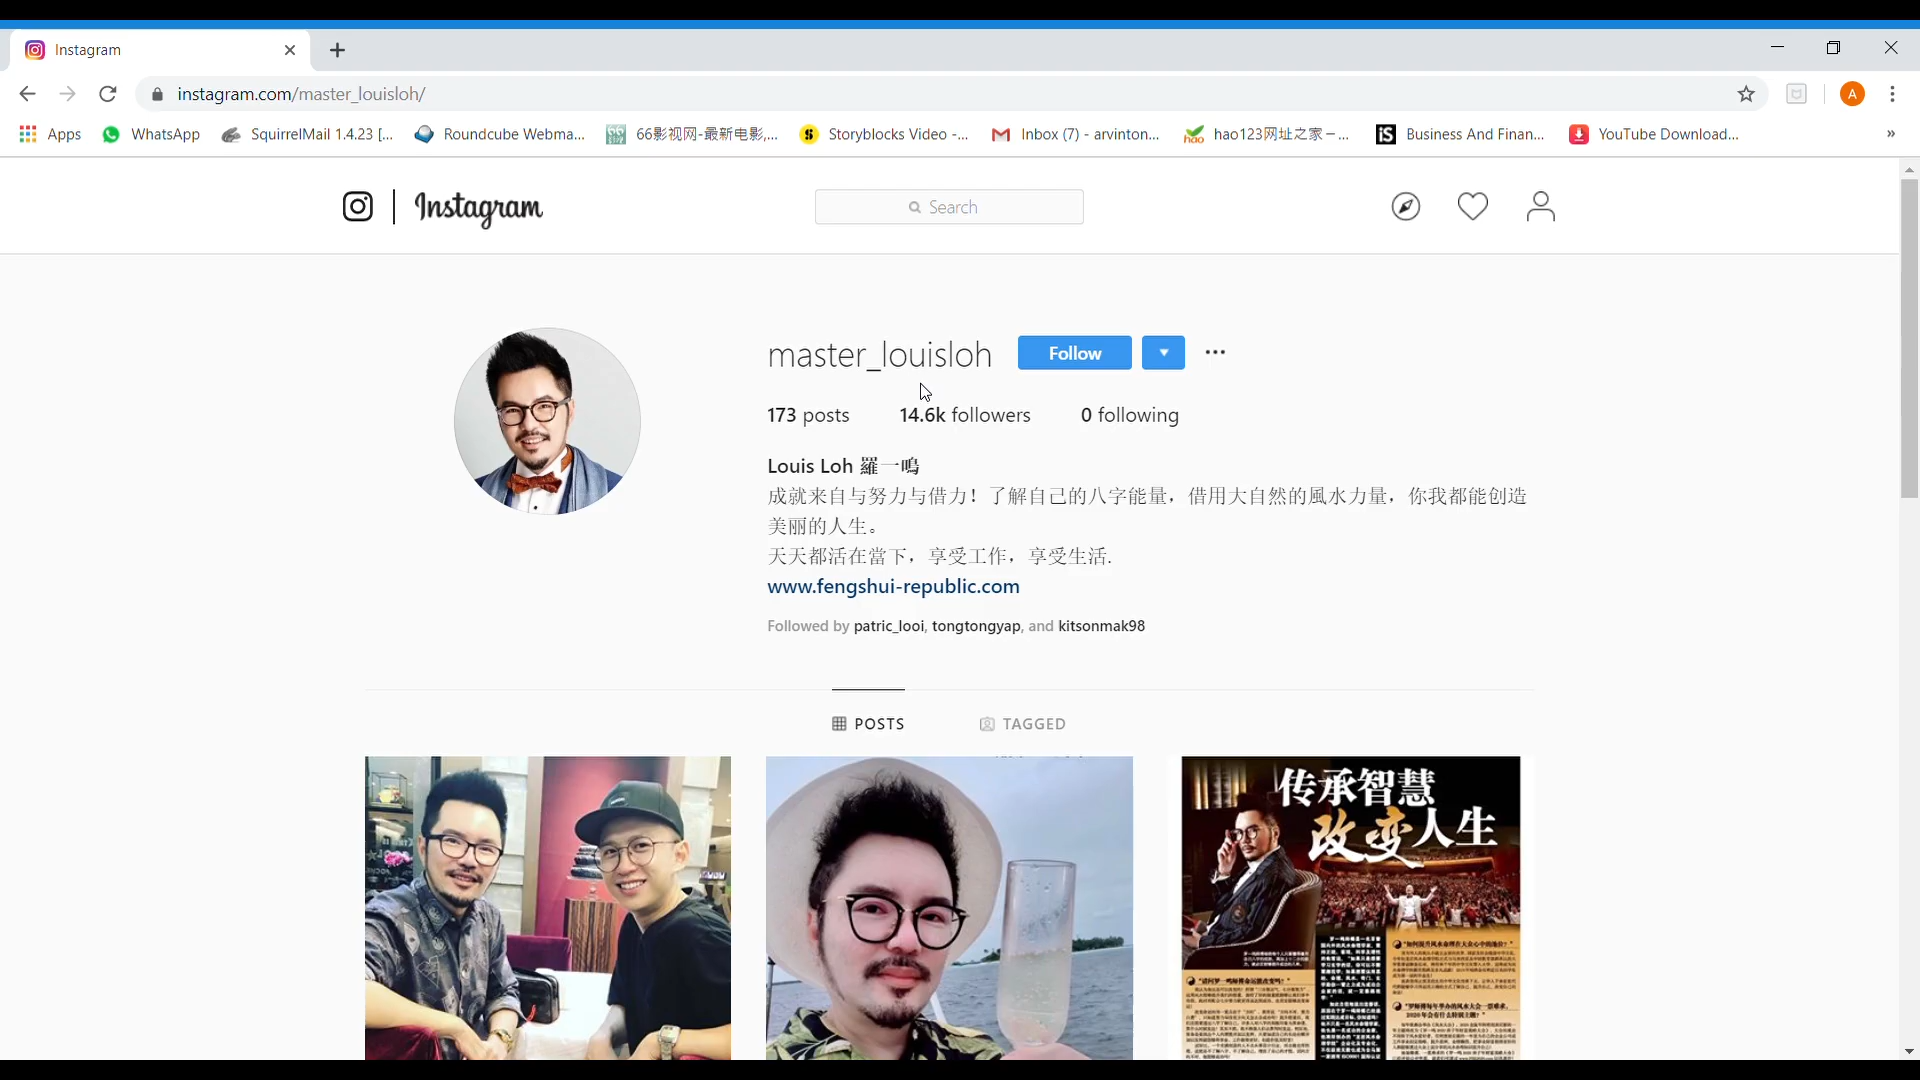 Instagram
instagram.com/master_louisloh/
Apps
WhatsApp
SquirrelMail 1.4.23 [...
Roundcube Webma...
66影视网-最新电影,...
Storyblocks Video -...
Inbox (7) - arvinton...
hao123网址之家－...
Business And Finan...
YouTube Download...
»
A
Instagram
Search
master_louisloh
Follow
173 posts
14.6k followers
0 following
Louis Loh 羅一鳴
成就来自与努力与借力！了解自己的八字能量，借用大自然的風水力量，你我都能创造
美丽的人生。
天天都活在當下，享受工作，享受生活.
www.fengshui-republic.com
Followed by patric_looi, tongtongyap, and kitsonmak98
POSTS
TAGGED
传承智慧
改变人生